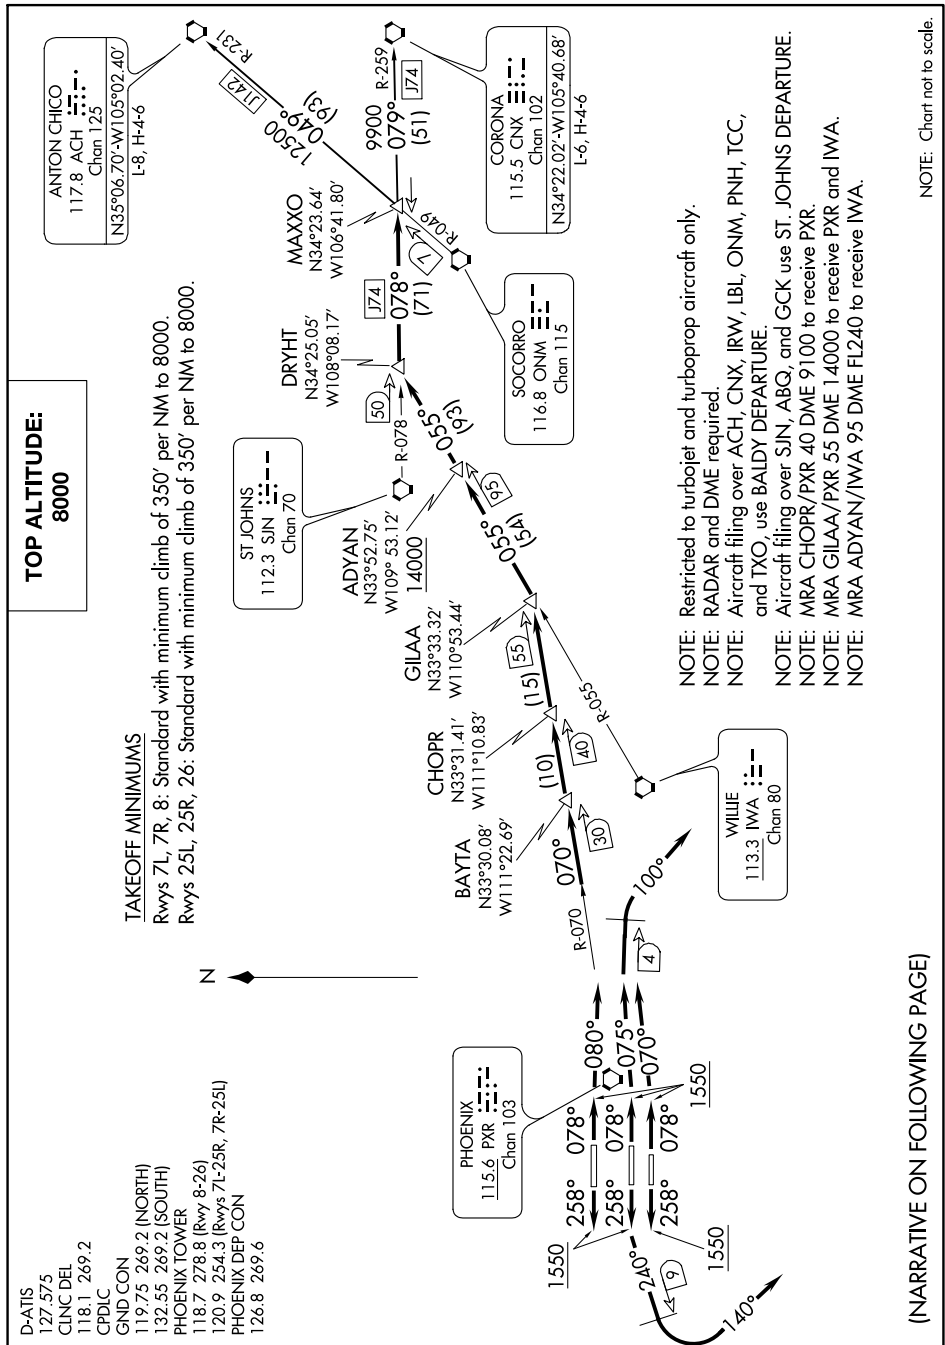 TOP ALTITUDE:
8000
D-ATIS
127.575
CLNC DEL
118.1 269.2
CPDLC
GND CON
119.75 269.2 (NORTH)
132.55 269.2 (SOUTH)
PHOENIX TOWER
118.7 278.8 (Rwy 8-26)
120.9 254.3 (Rwys 7L-25R, 7R-25L)
PHOENIX DEP CON
126.8 269.6
TAKEOFF MINIMUMS
Rwys 7L, 7R, 8: Standard with minimum climb of 350' per NM to 8000.
Rwys 25L, 25R, 26: Standard with minimum climb of 350' per NM to 8000.
N
ANTON CHICO
117.8 ACH
Chan 125
N35°06.70'-W105°02.40'
L-8, H-4-6
R-231
J142
12500
049°
(93)
R-259
J74
9900
079°
(51)
CORONA
115.5 CNX
Chan 102
N34°22.02'-W105°40.68'
L-6, H-4-6
MAXXO
N34°23.64'
W106°41.80'
R-049
7
SOCORRO
116.8 ONM
Chan 115
J74
078°
(71)
DRYHT
N34°25.05'
W108°08.17'
50
R-078
ST JOHNS
112.3 SJN
Chan 70
055°
(93)
ADYAN
N33°52.75'
W109° 53.12'
14000
95
055°
(54)
GILAA
N33°33.32'
W110°53.44'
55
(15)
R-055
CHOPR
N33°31.41'
W111°10.83'
40
(10)
BAYTA
N33°30.08'
W111°22.69'
30
070°
R-070
WILLIE
113.3 IWA
Chan 80
100°
4
080°
075°
070°
PHOENIX
115.6 PXR
Chan 103
1550
258° 078°
258° 078°
258° 078°
1550
1550
240°
9
140°
NOTE: Restricted to turbojet and turboprop aircraft only.
NOTE: RADAR and DME required.
NOTE: Aircraft filing over ACH, CNX, IRW, LBL, ONM, PNH, TCC,
and TXO, use BALDY DEPARTURE.
NOTE: Aircraft filing over SJN, ABQ, and GCK use ST. JOHNS DEPARTURE.
NOTE: MRA CHOPR/PXR 40 DME 9100 to receive PXR.
NOTE: MRA GILAA/PXR 55 DME 14000 to receive PXR and IWA.
NOTE: MRA ADYAN/IWA 95 DME FL240 to receive IWA.
(NARRATIVE ON FOLLOWING PAGE)
NOTE: Chart not to scale.